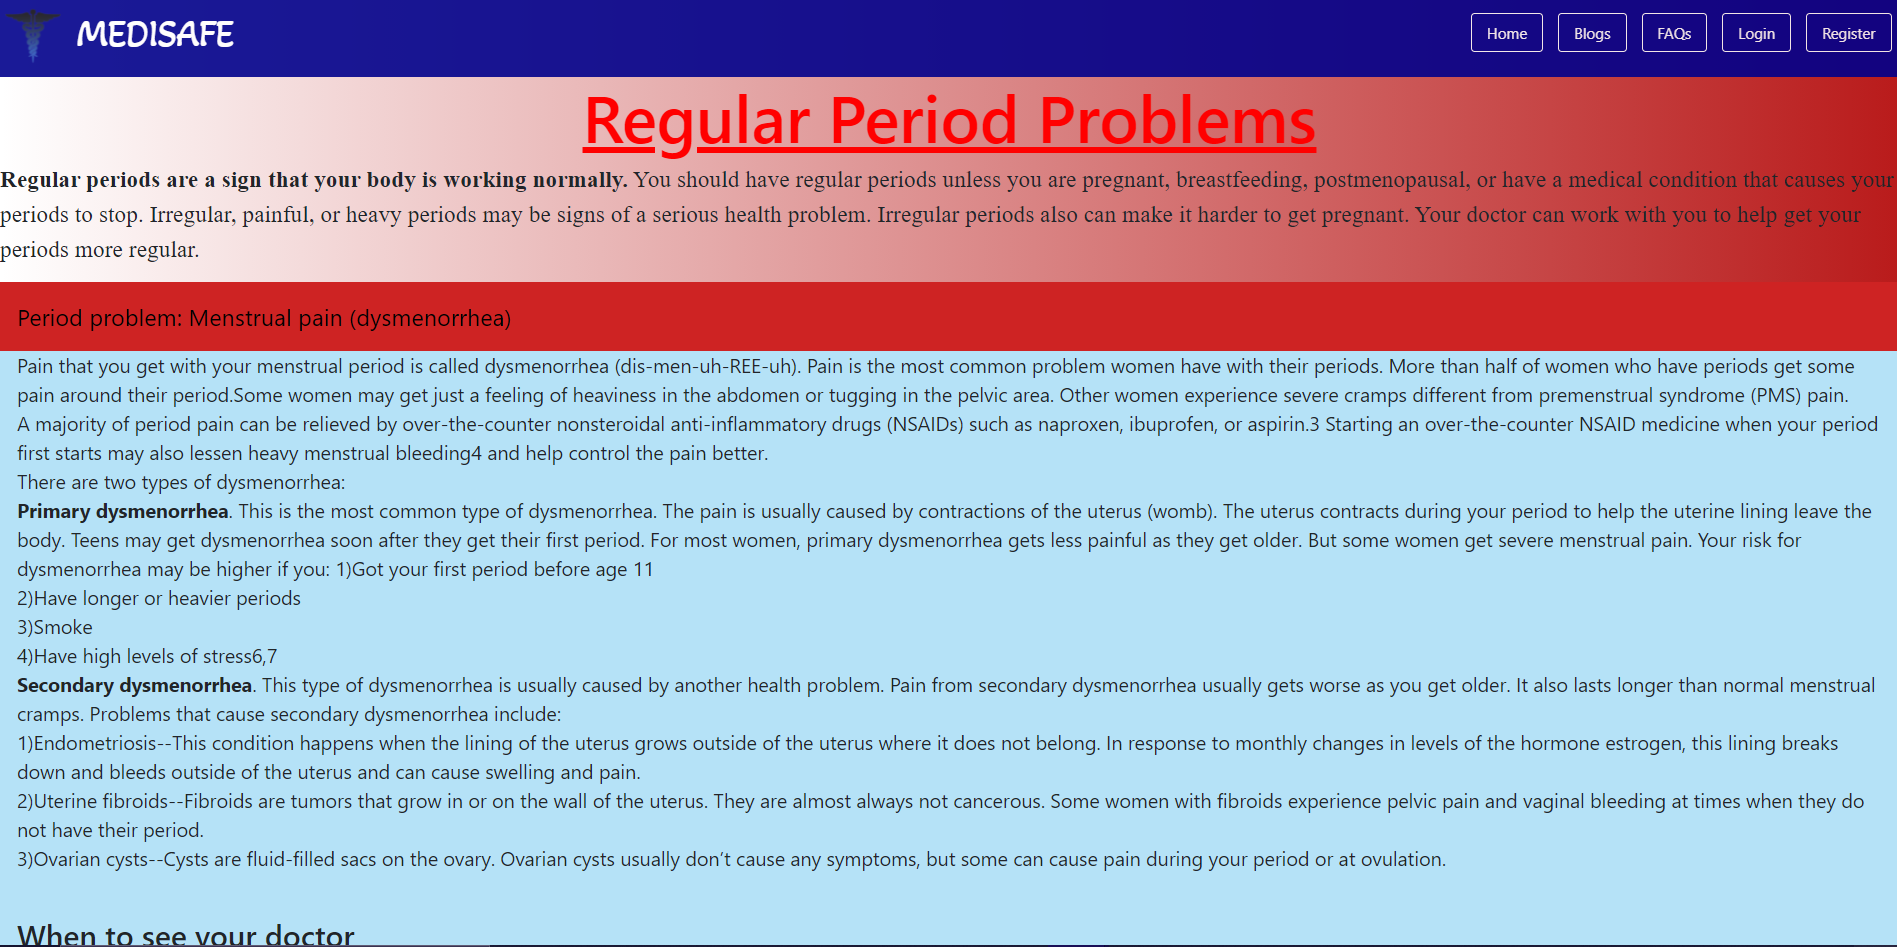 MEDISAFE
Home Blogs FAQs Login Register
Regular Period Problems
Regular periods are a sign that your body is working normally. You should have regular periods unless you are pregnant, breastfeeding, postmenopausal, or have a medical condition that causes your
periods to stop. Irregular, painful, or heavy periods may be signs of a serious health problem. Irregular periods also can make it harder to get pregnant. Your doctor can work with you to help get your
periods more regular.
Period problem: Menstrual pain (dysmenorrhea)
Pain that you get with your menstrual period is called dysmenorrhea (dis-men-uh-REE-uh). Pain is the most common problem women have with their periods. More than half of women who have periods get some
pain around their period.Some women may get just a feeling of heaviness in the abdomen or tugging in the pelvic area. Other women experience severe cramps different from premenstrual syndrome (PMS) pain.
A majority of period pain can be relieved by over-the-counter nonsteroidal anti-inflammatory drugs (NSAIDs) such as naproxen, ibuprofen, or aspirin.3 Starting an over-the-counter NSAID medicine when your period
first starts may also lessen heavy menstrual bleeding4 and help control the pain better.
There are two types of dysmenorrhea:
Primary dysmenorrhea. This is the most common type of dysmenorrhea. The pain is usually caused by contractions of the uterus (womb). The uterus contracts during your period to help the uterine lining leave the
body. Teens may get dysmenorrhea soon after they get their first period. For most women, primary dysmenorrhea gets less painful as they get older. But some women get severe menstrual pain. Your risk for
dysmenorrhea may be higher if you: 1)Got your first period before age 11
2)Have longer or heavier periods
3)Smoke
4)Have high levels of stress6,7
Secondary dysmenorrhea. This type of dysmenorrhea is usually caused by another health problem. Pain from secondary dysmenorrhea usually gets worse as you get older. It also lasts longer than normal menstrual
cramps. Problems that cause secondary dysmenorrhea include:
1)Endometriosis--This condition happens when the lining of the uterus grows outside of the uterus where it does not belong. In response to monthly changes in levels of the hormone estrogen, this lining breaks
down and bleeds outside of the uterus and can cause swelling and pain.
2)Uterine fibroids--Fibroids are tumors that grow in or on the wall of the uterus. They are almost always not cancerous. Some women with fibroids experience pelvic pain and vaginal bleeding at times when they do
not have their period.
3)Ovarian cysts--Cysts are fluid-filled sacs on the ovary. Ovarian cysts usually don’t cause any symptoms, but some can cause pain during your period or at ovulation.
When to see your doctor